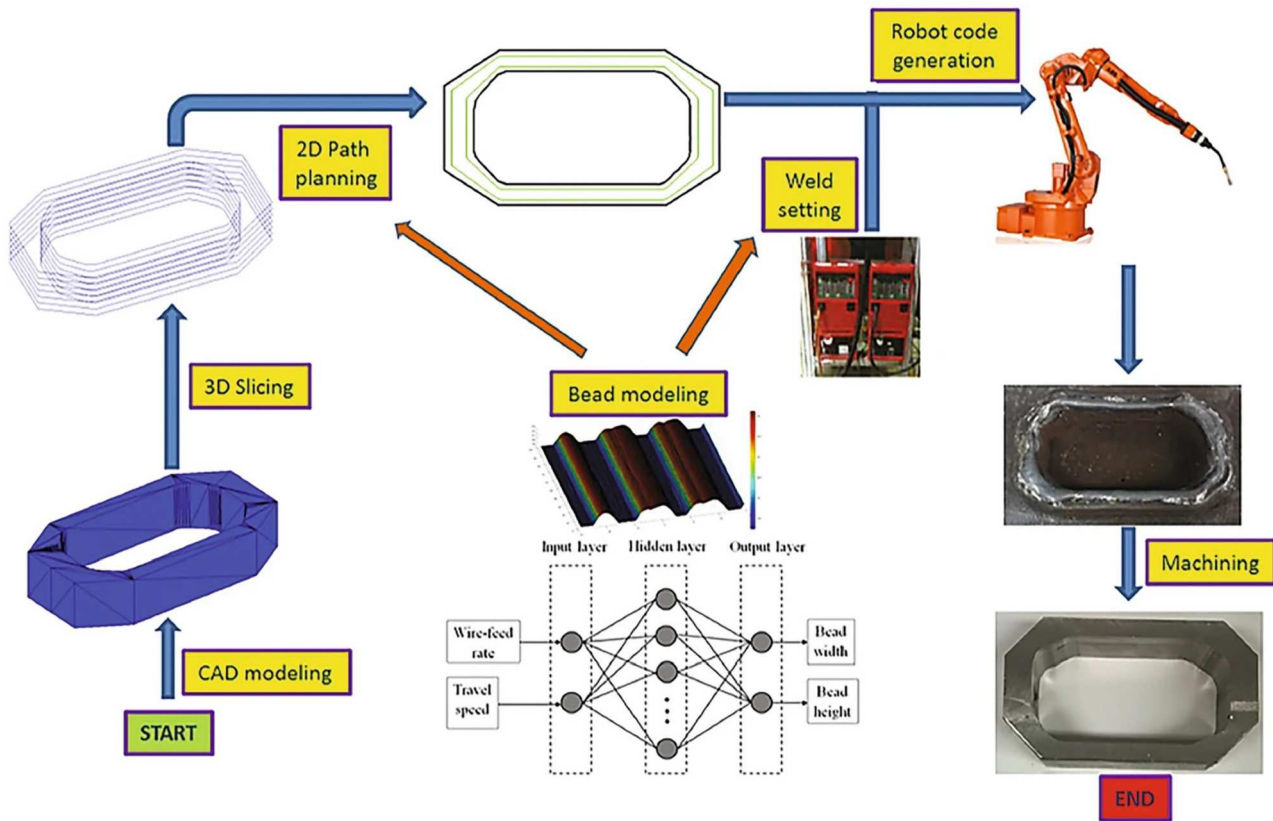 Robot code
generation
2D Path
planning
Weld
setting
3D Slicing
Bead modeling
Input layer Hidden layer Output layer
Machining
Wire-feed
rate
Bead
width
CAD modeling
Travel
speed
Bead
height
START
END